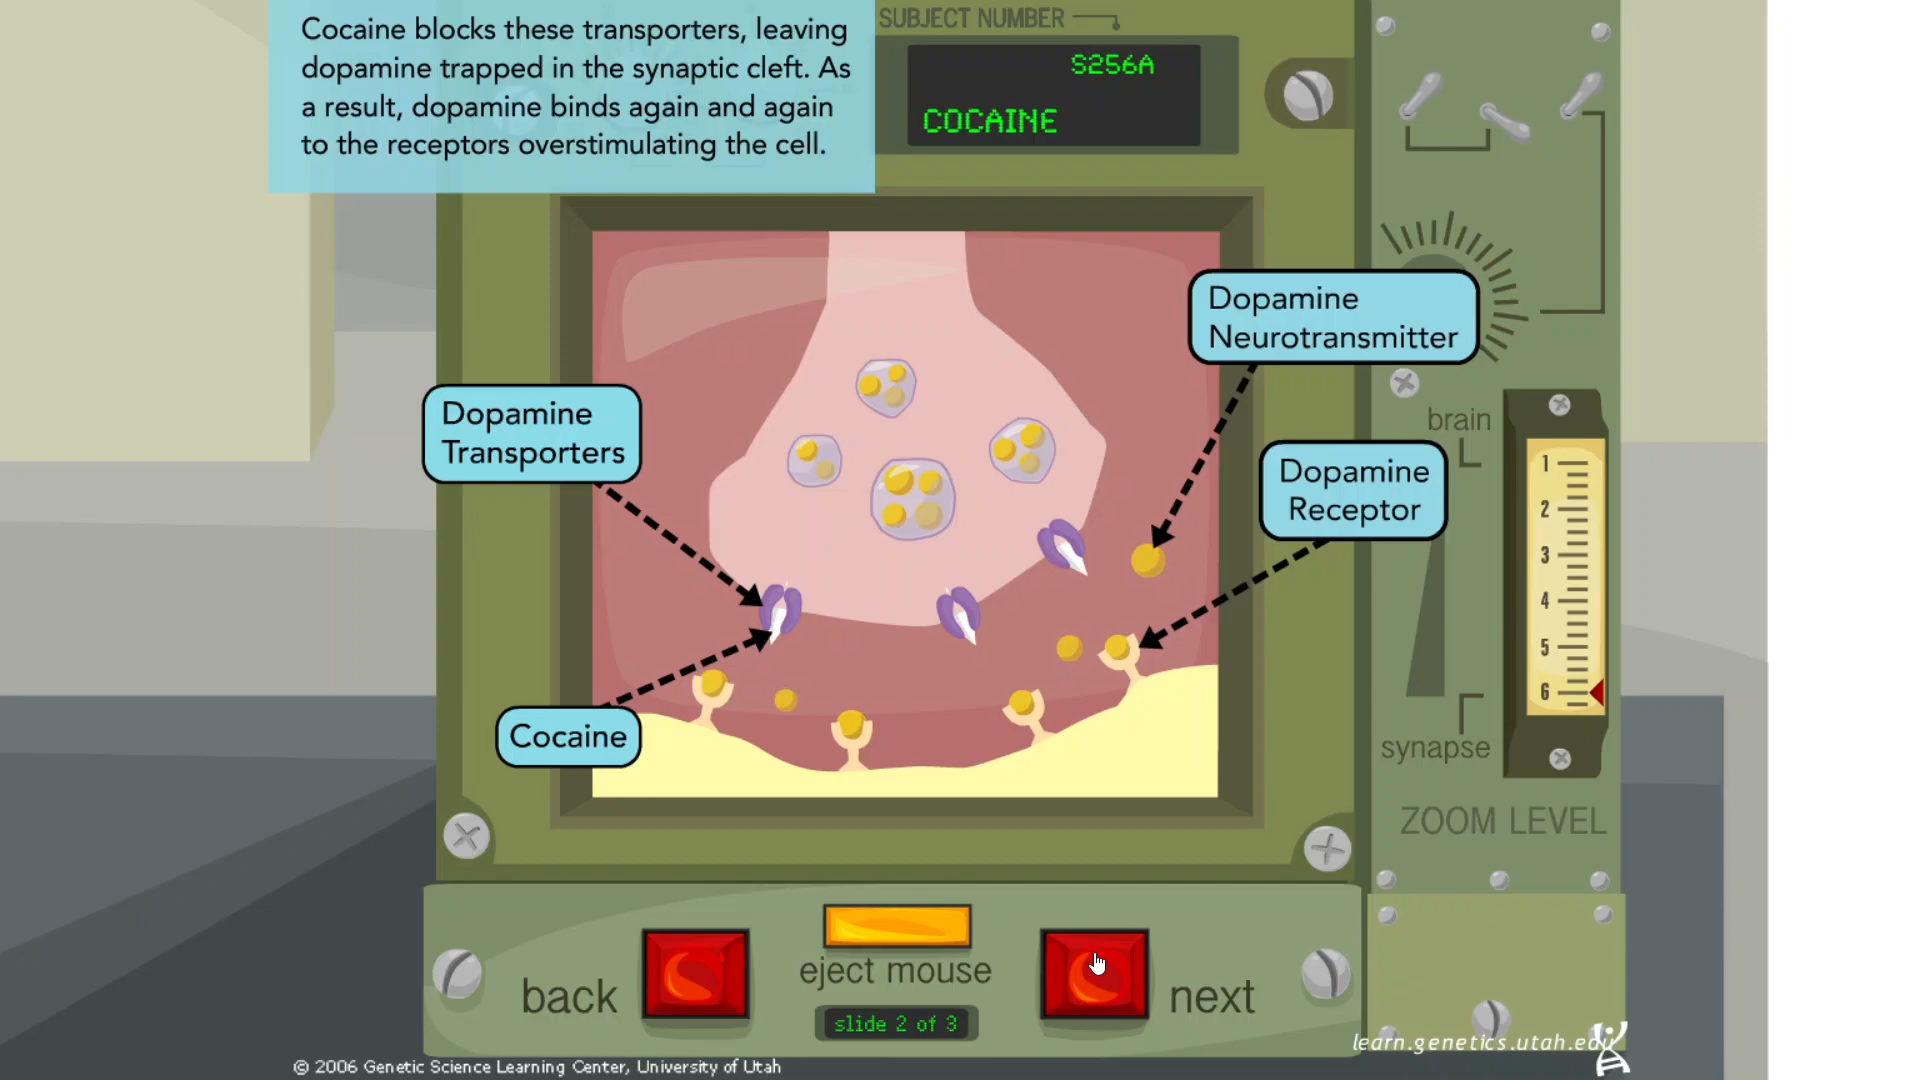 Cocaine blocks these transporters, leaving
dopamine trapped in the synaptic cleft. As
a result, dopamine binds again and again
to the receptors overstimulating the cell.
SUBJECT NUMBER
S256A
COCAINE
Dopamine
Neurotransmitter
Dopamine
Transporters
Dopamine
Receptor
Cocaine
brain
1
2
3
4
5
6
synapse
ZOOM LEVEL
back
eject mouse
next
slide 2 of 3
learn.genetics.utah.edu
© 2006 Genetic Science Learning Center, University of Utah